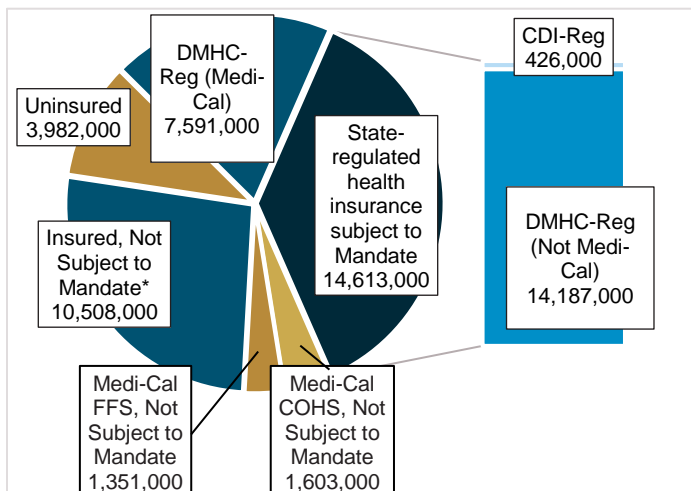 DMHC-
Reg (Medi-
Cal)
7,591,000
CDI-Reg
426,000
Uninsured
3,982,000
State-
regulated
health
insurance
subject to
Mandate
14,613,000
DMHC-Reg
(Not Medi-
Cal)
14,187,000
Insured, Not
Subject to
Mandate*
10,508,000
Medi-Cal
FFS, Not
Subject to
Mandate
1,351,000
Medi-Cal
COHS, Not
Subject to
Mandate
1,603,000